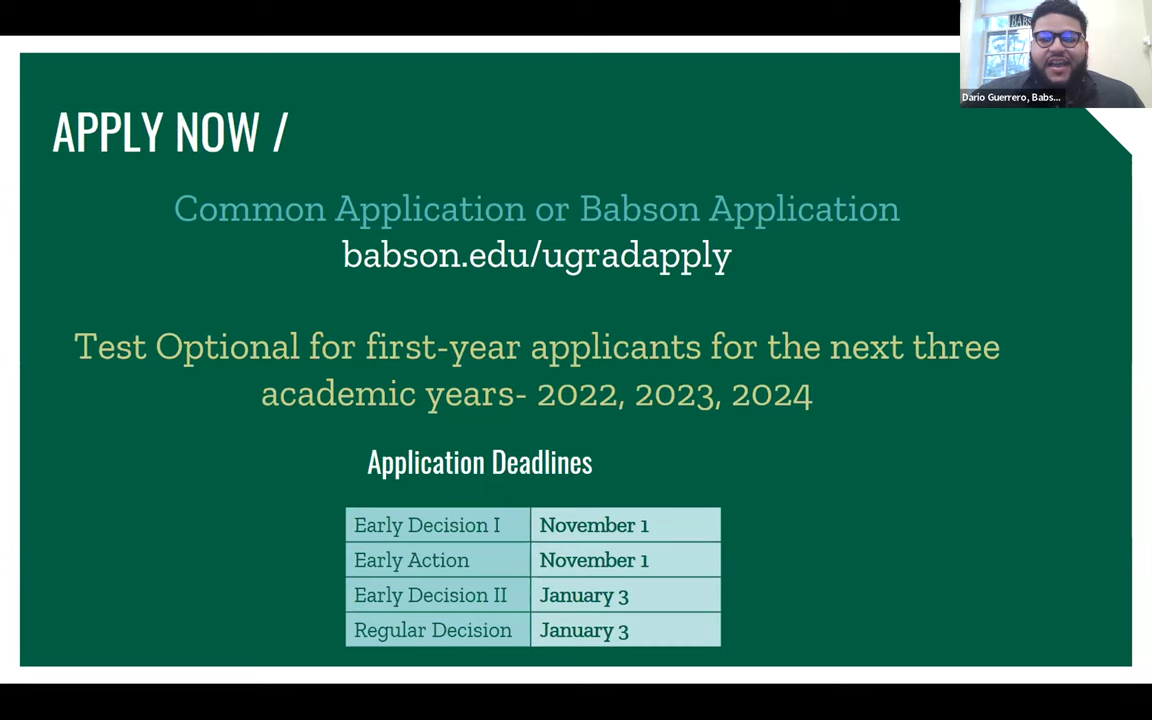 APPLY NOW /
Common Application or Babson Application
babson.edu/ugradapply
Test Optional for first-year applicants for the next three
academic years- 2022, 2023, 2024
Application Deadlines
Early Decision I November 1
Early Action November 1
Early Decision II January 3
Regular Decision January 3
BABS
Dario Guerrero, Babs...